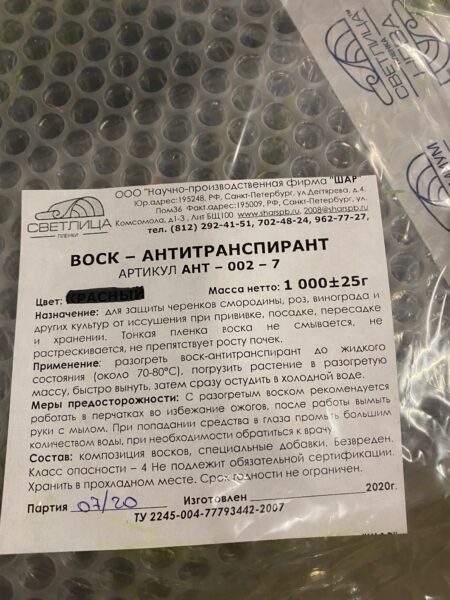 СВЕТЛИЦА
ПЛЕНКИ
ООО "Научно-производственная фирма "ШАР"
Юр.адрес:195248, РФ, Санкт-Петербург, ул Дегтярева, д.4,
Пом36. Факт.адрес:195009, РФ, Санкт-Петербург, ул.
Комсомола, д1-3, Лит БЩ100 www.sharspb.ru, 2008@sharspb.ru
тел. (812) 292-41-51, 702-48-24, 962-77-27,
ВОСК – АНТИТРАНСПИРАНТ
АРТИКУЛ АНТ – 002 – 7
Цвет: КРАСНЫЙ Масса нетто: 1 000±25г
Назначение: для защиты черенков смородины, роз, винограда и
других культур от иссушения при прививке, посадке, пересадке
и хранении. Тонкая пленка воска не смывается, не
растрескивается, не препятствует росту почек.
Применение: разогреть воск-антитранспирант до жидкого
состояния (около 70-80°С), погрузить растение в разогретую
массу, быстро вынуть, затем сразу остудить в холодной воде.
Меры предосторожности: С разогретым воском рекомендуется
работать в перчатках во избежание ожогов, после работы вымыть
руки с мылом. При попадании средства в глаза промыть большим
количеством воды, при необходимости обратиться к врачу
Состав: композиция восков, специальные добавки. Безвреден.
Класс опасности – 4 Не подлежит обязательной сертификации.
Хранить в прохладном месте. Срок годности не ограничен.
Партия 07/20 Изготовлен 2020г.
ТУ 2245-004-77793442-2007
СВЕТЛИЦА
"ШАР"